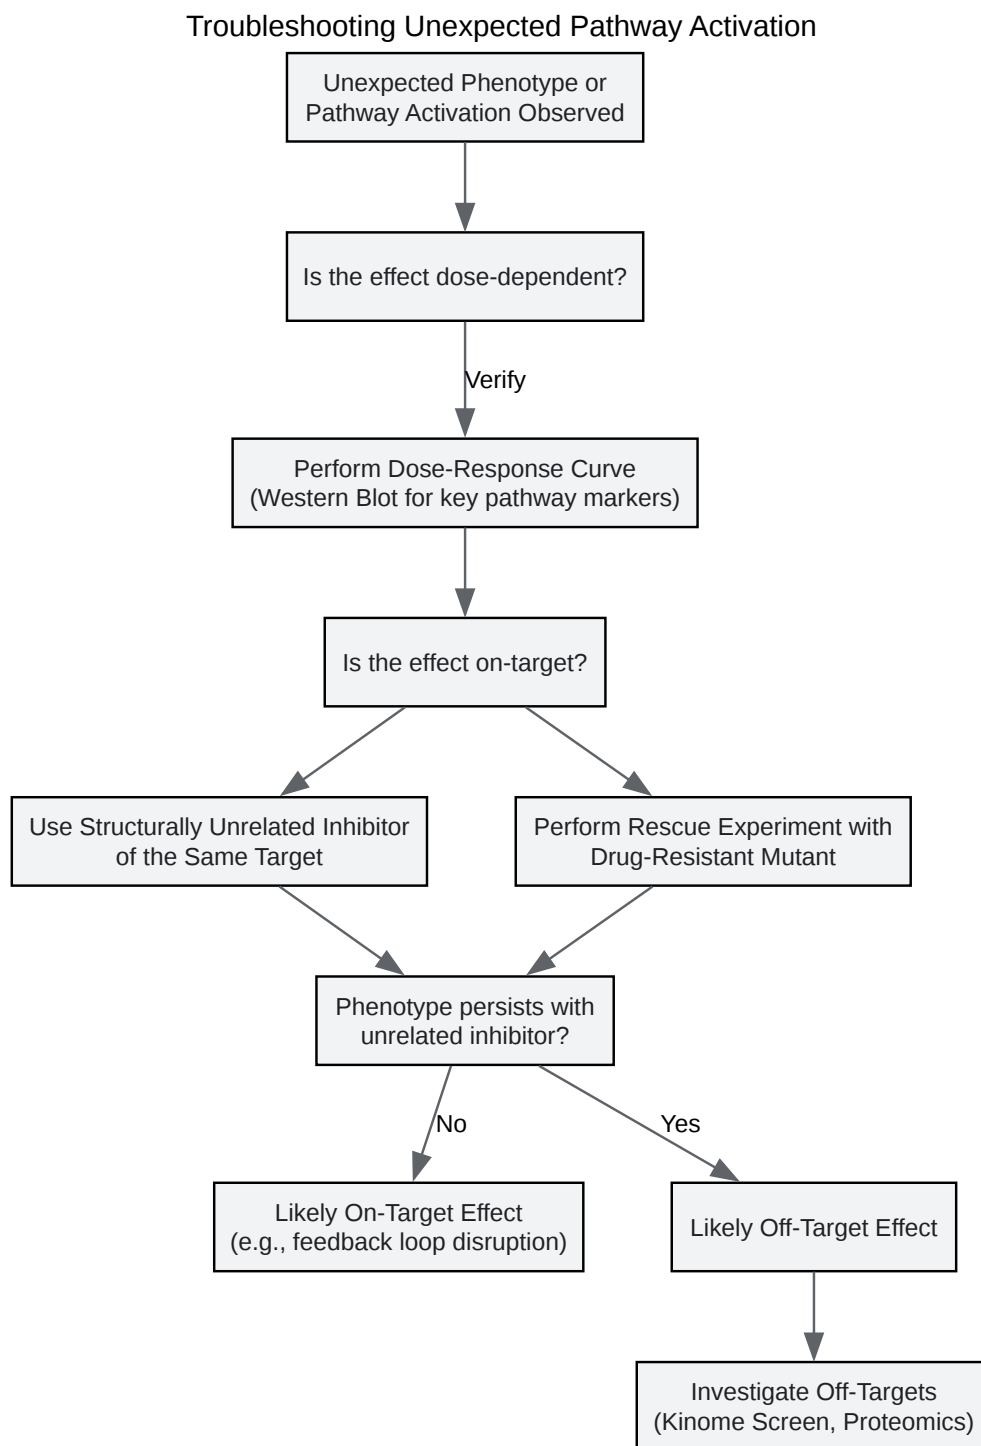 Troubleshooting Unexpected Pathway Activation
Unexpected Phenotype or
Pathway Activation Observed
Is the effect dose-dependent?
Verify
Perform Dose-Response Curve
(Western Blot for key pathway markers)
Is the effect on-target?
Use Structurally Unrelated Inhibitor
of the Same Target
Perform Rescue Experiment with
Drug-Resistant Mutant
Phenotype persists with
unrelated inhibitor?
No
Yes
Likely On-Target Effect
(e.g., feedback loop disruption)
Likely Off-Target Effect
Investigate Off-Targets
(Kinome Screen, Proteomics)